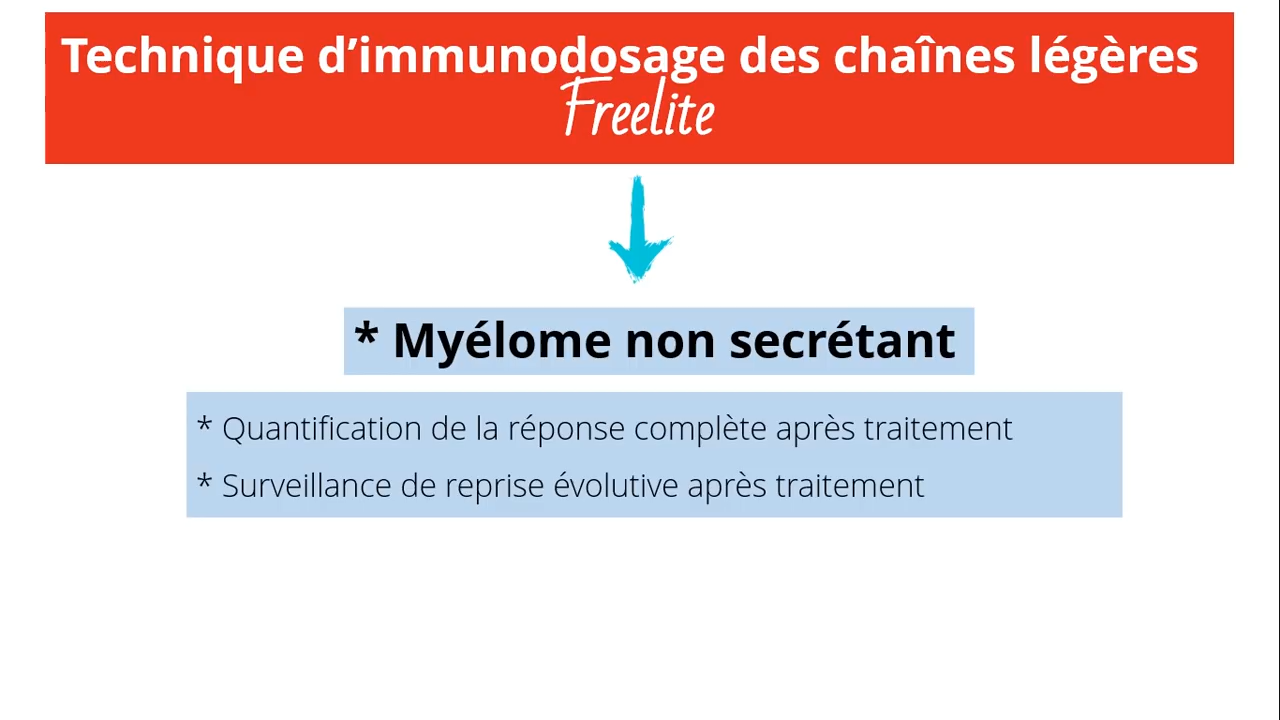 Technique d’immunodosage des chaînes légères
Freelite
* Myélome non secrétant
* Quantification de la réponse complète après traitement
* Surveillance de reprise évolutive après traitement